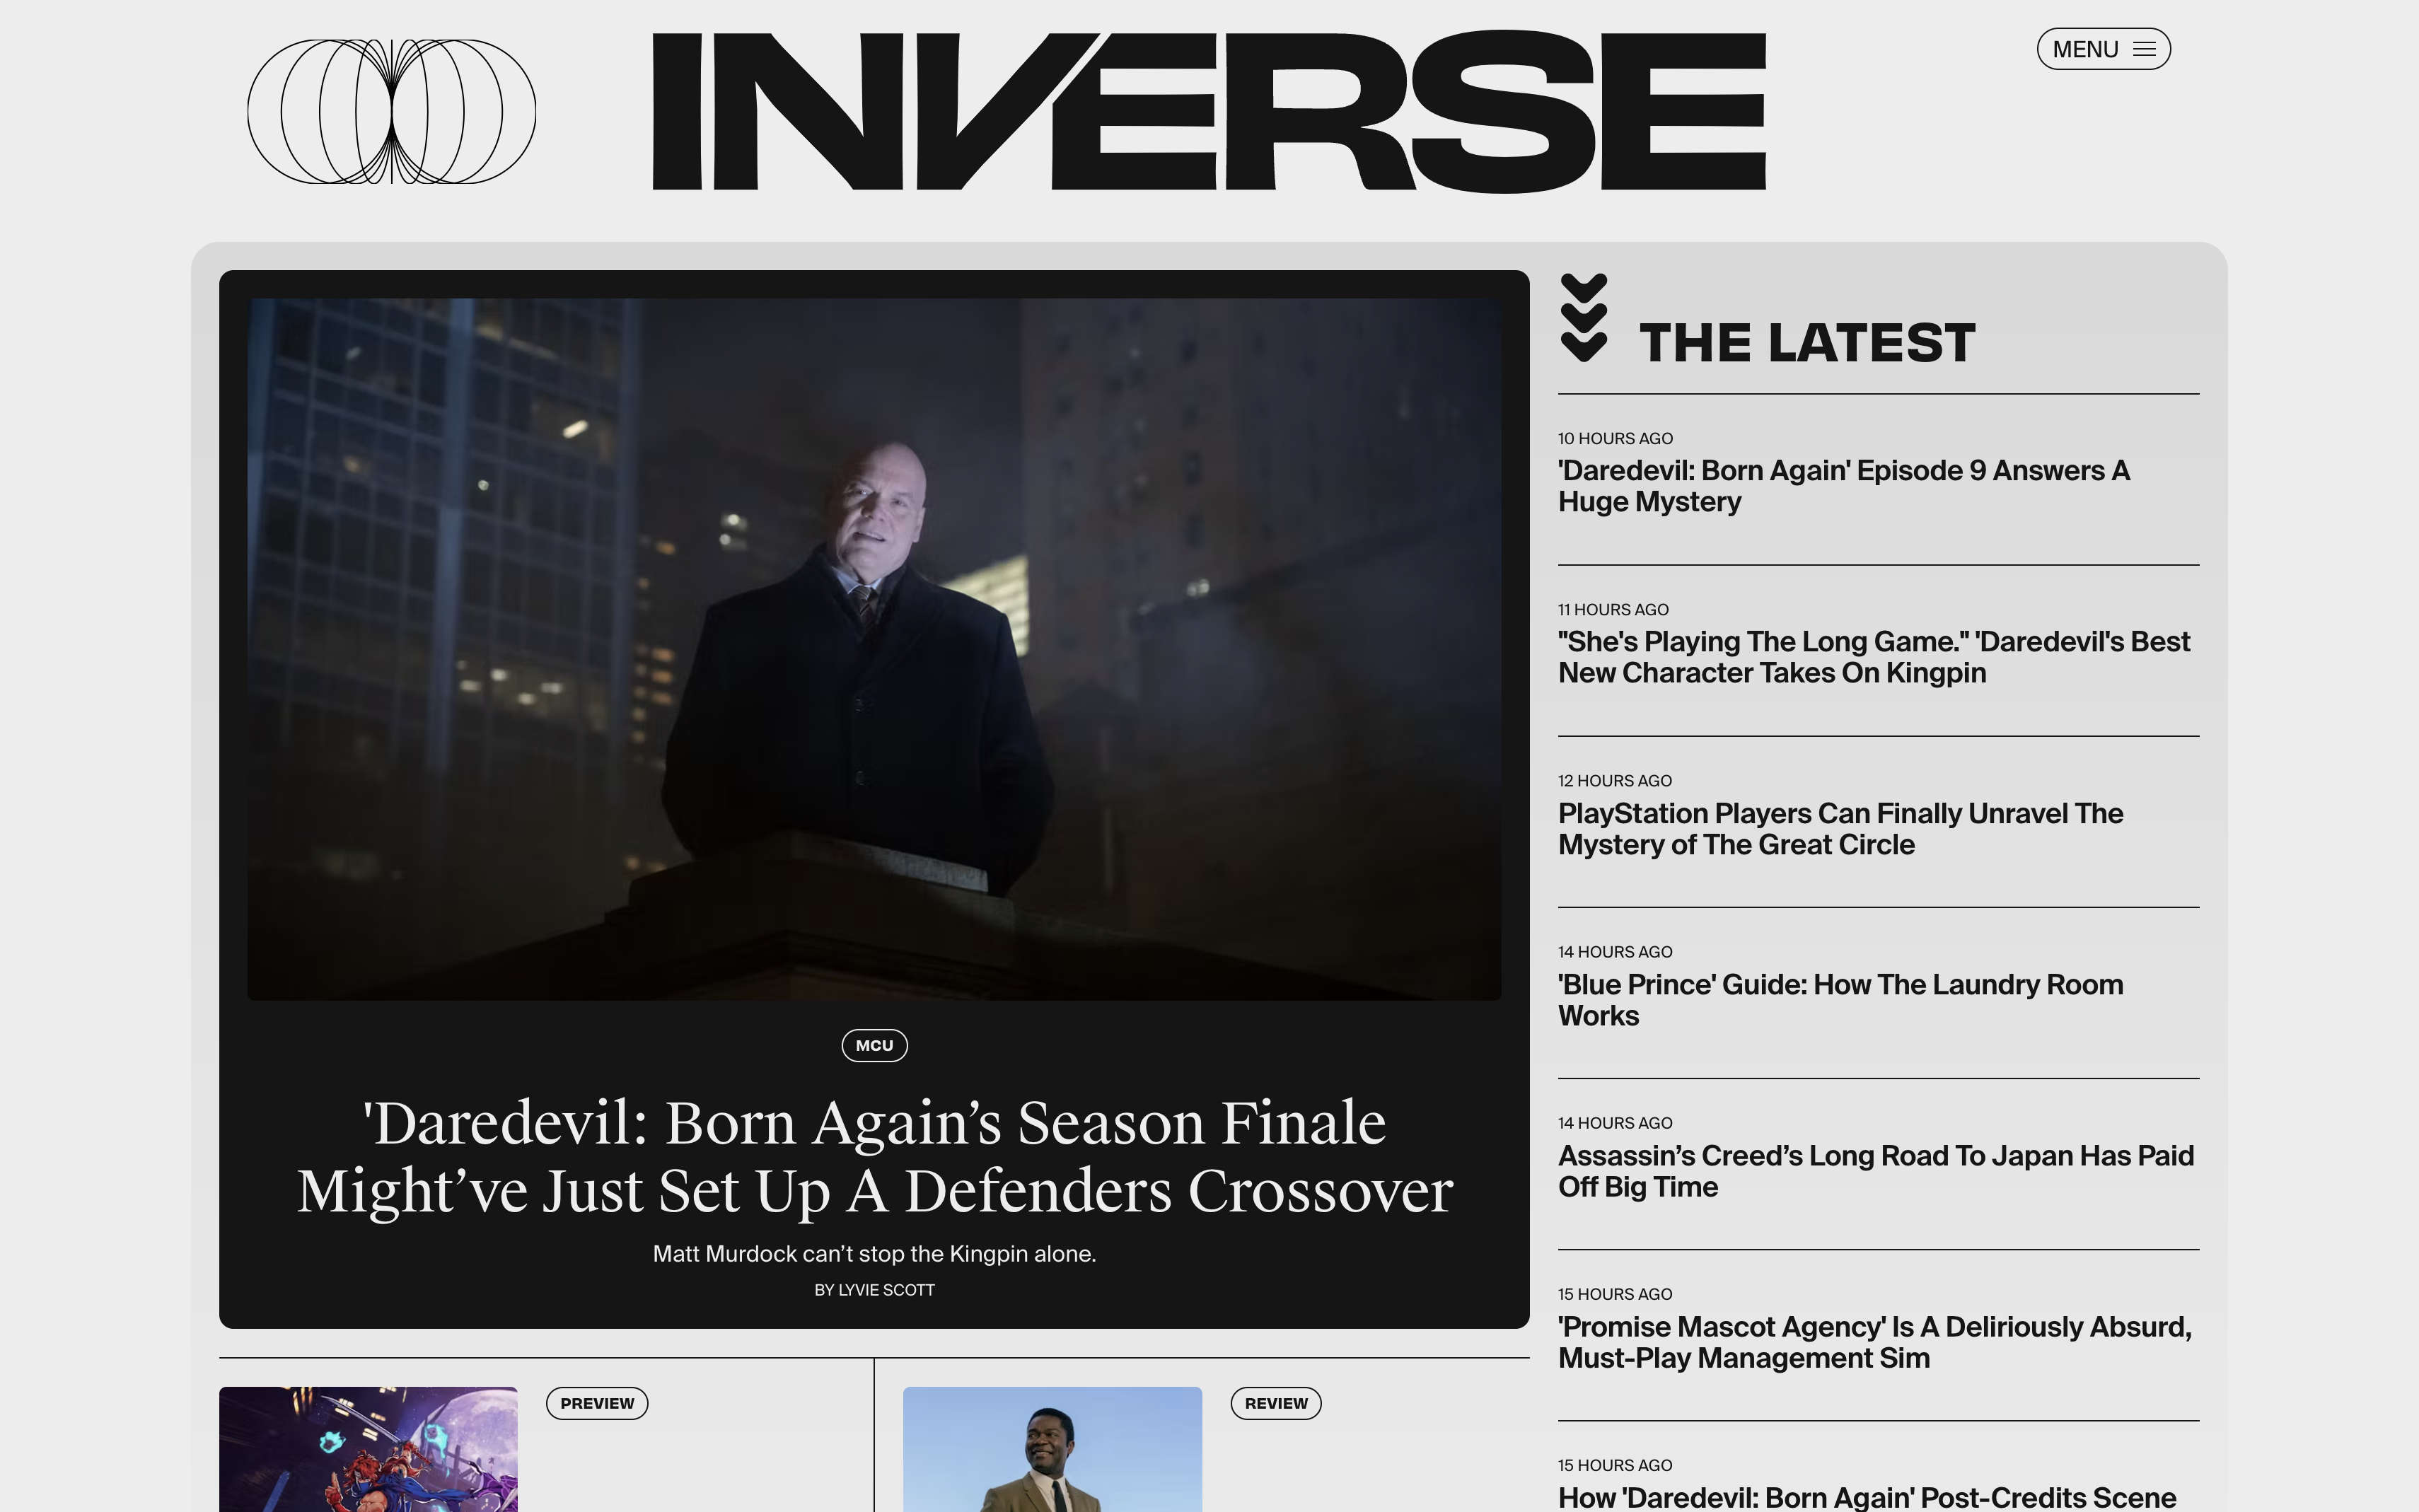 INVERSE
MENU
MCU
'Daredevil: Born Again’s Season Finale
Might’ve Just Set Up A Defenders Crossover
Matt Murdock can’t stop the Kingpin alone.
BY LYVIE SCOTT
PREVIEW
REVIEW
THE LATEST
10 HOURS AGO
'Daredevil: Born Again' Episode 9 Answers A
Huge Mystery
11 HOURS AGO
"She's Playing The Long Game." 'Daredevil's Best
New Character Takes On Kingpin
12 HOURS AGO
PlayStation Players Can Finally Unravel The
Mystery of The Great Circle
14 HOURS AGO
'Blue Prince' Guide: How The Laundry Room
Works
14 HOURS AGO
Assassin’s Creed’s Long Road To Japan Has Paid
Off Big Time
15 HOURS AGO
'Promise Mascot Agency' Is A Deliriously Absurd,
Must-Play Management Sim
15 HOURS AGO
How 'Daredevil: Born Again' Post-Credits Scene